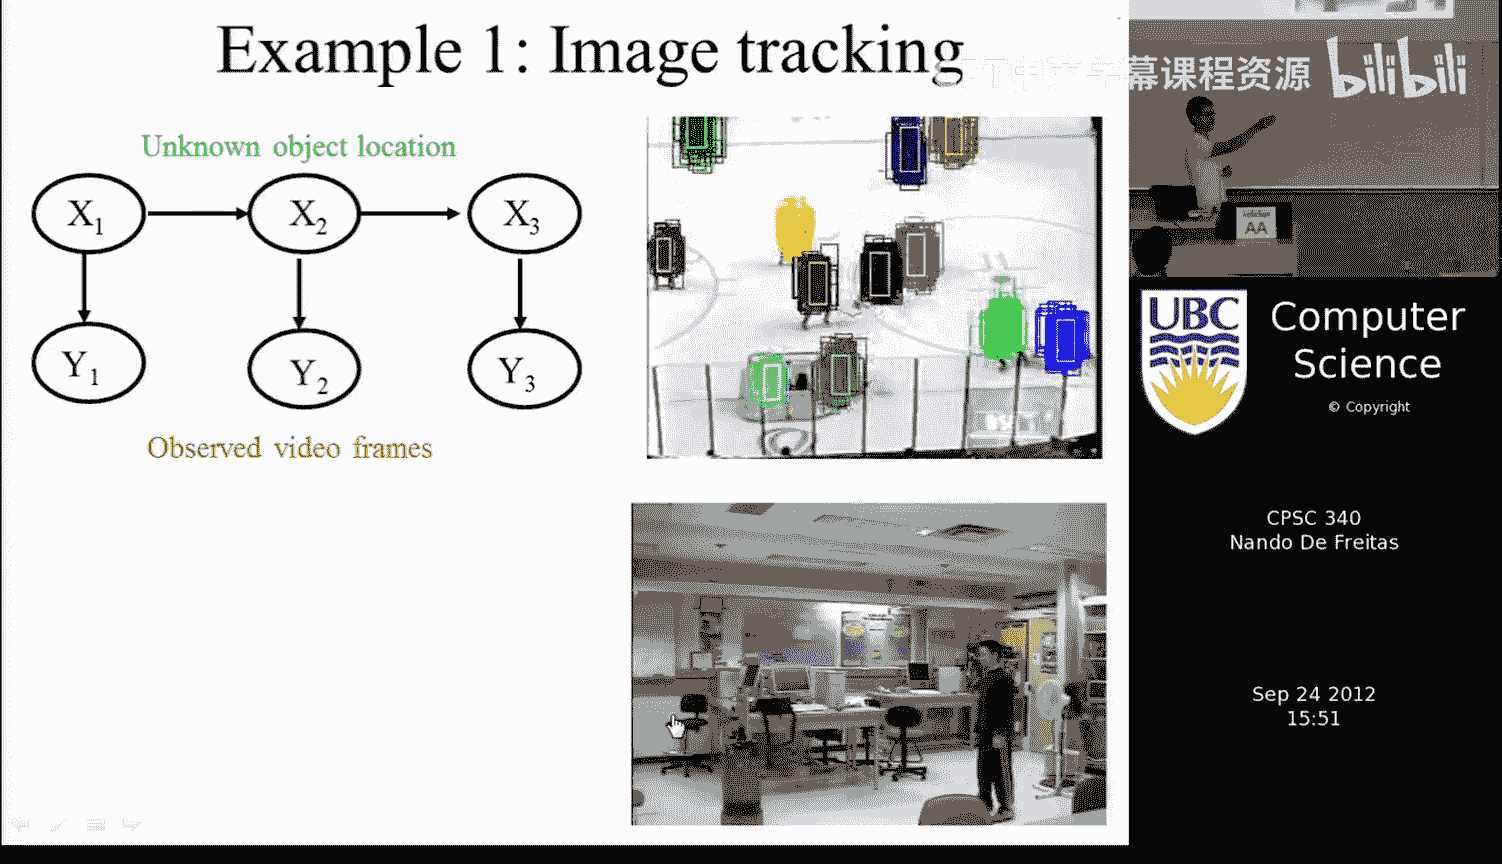 Example 1: Image tracking
幕课程资源 bilibili
Unknown object location
X1
X2
X3
Y1
Y2
Y3
Observed video frames
AA
UBC
Computer
Science
© Copyright
CPSC 340
Nando De Freitas
Sep 24 2012
15:51